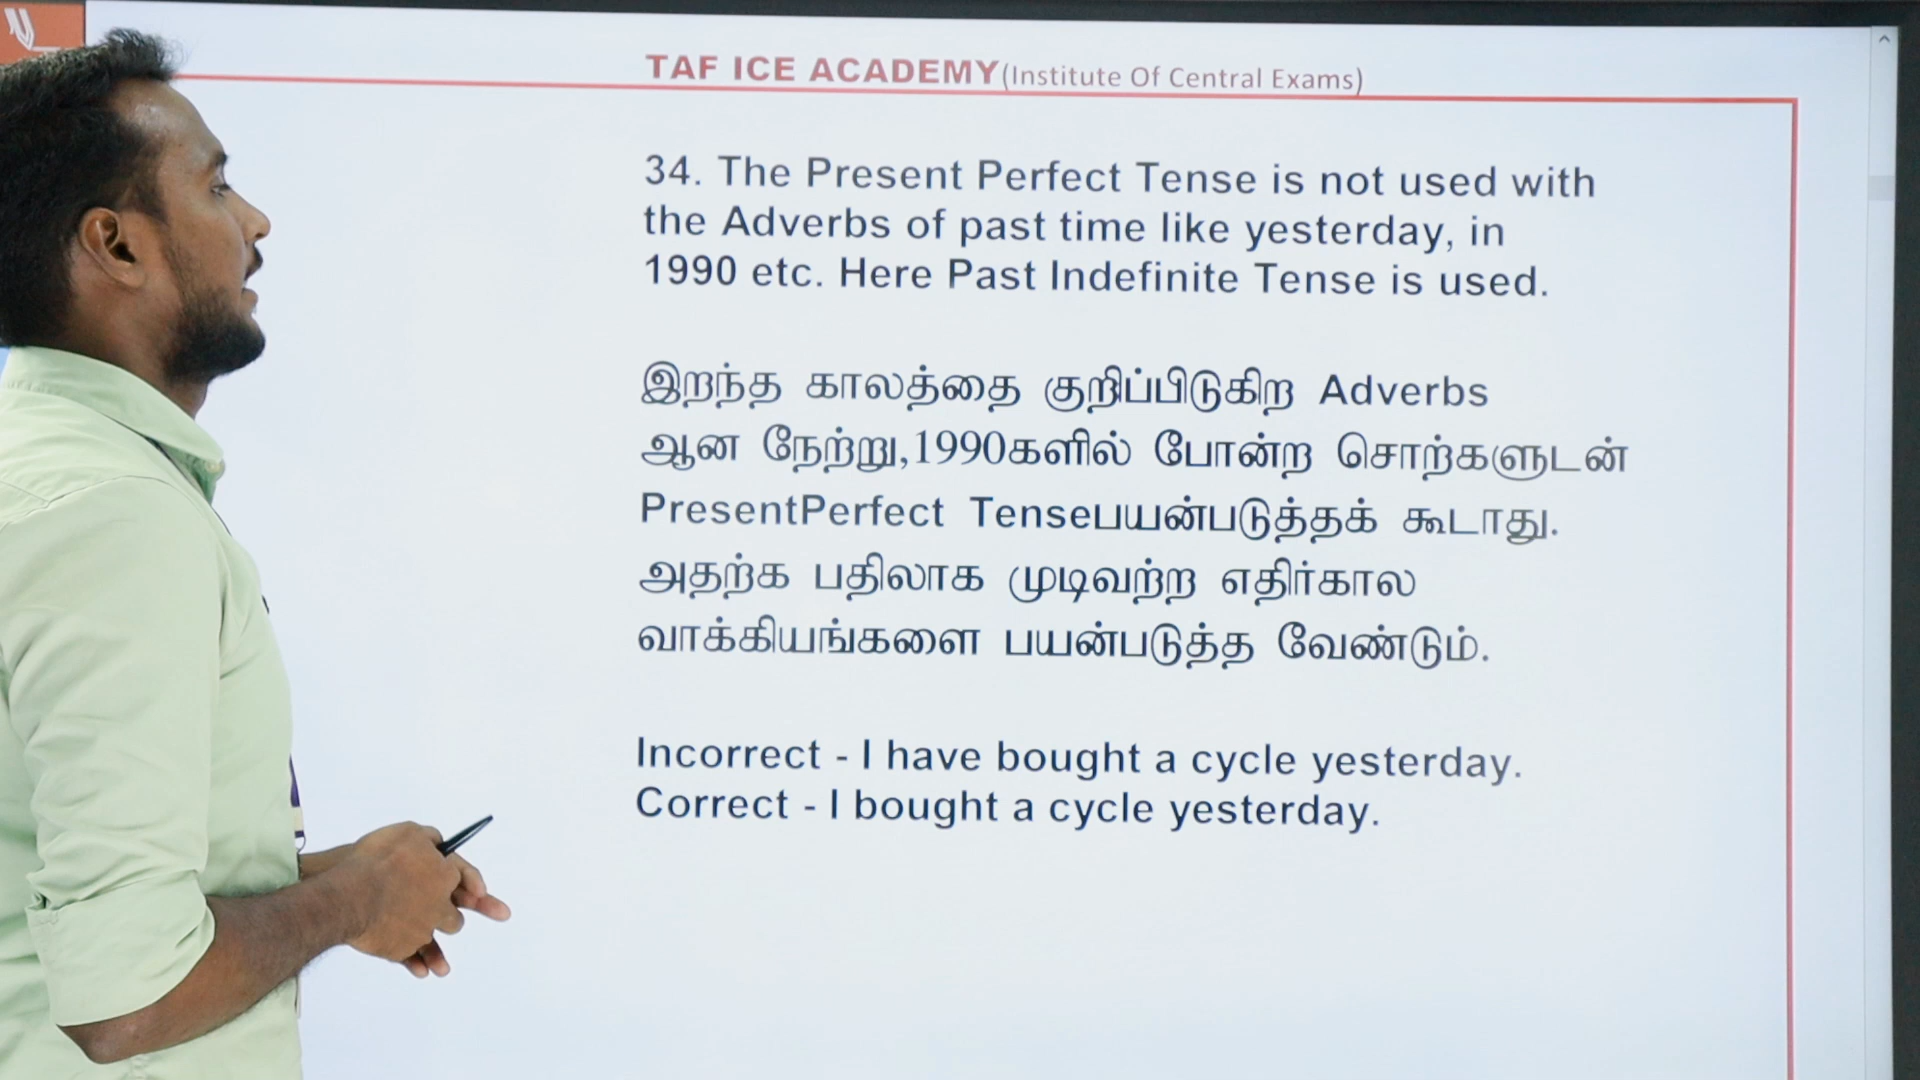 TAF ICE ACADEMY(Institute Of Central Exams)
34. The Present Perfect Tense is not used with
the Adverbs of past time like yesterday, in
1990 etc. Here Past Indefinite Tense is used.
இறந்த காலத்தை குறிப்பிடுகிற Adverbs
ஆன நேற்று,1990களில் போன்ற சொற்களுடன்
PresentPerfect Tenseபயன்படுத்தக் கூடாது.
அதற்க பதிலாக முடிவற்ற எதிர்கால
வாக்கியங்களை பயன்படுத்த வேண்டும்.
Incorrect - I have bought a cycle yesterday.
Correct - I bought a cycle yesterday.